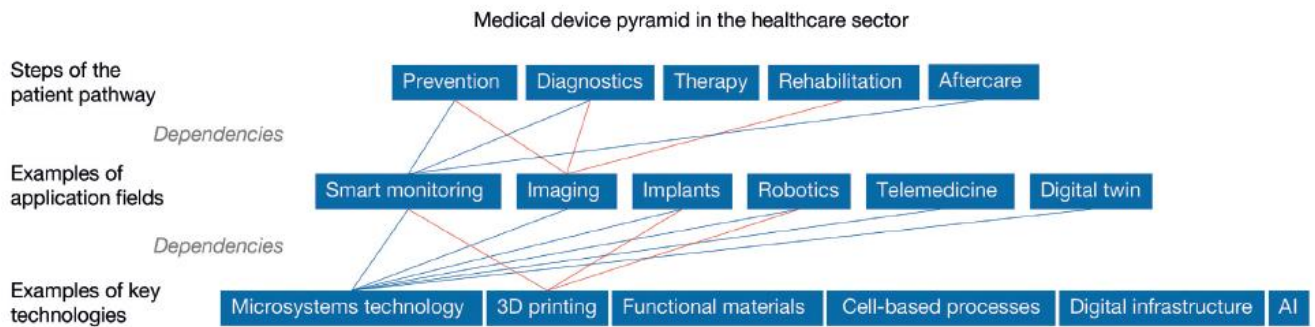 Medical device pyramid in the healthcare sector
Steps of the
patient pathway
Prevention
Diagnostics
Therapy
Rehabilitation
Aftercare
Dependencies
Examples of
application fields
Smart monitoring
Imaging
Implants
Robotics
Telemedicine
Digital twin
Dependencies
Examples of key
technologies
Microsystems technology
3D printing
Functional materials
Cell-based processes
Digital infrastructure
AI